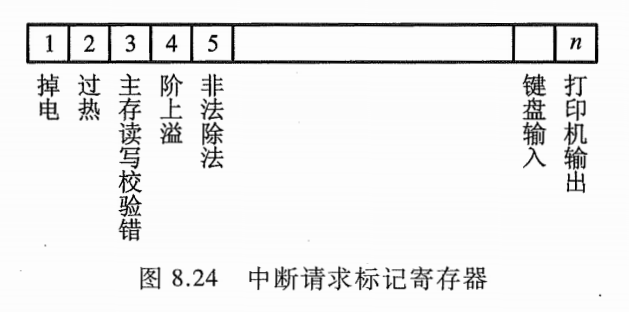 1 2 3 4 5 n
掉电
过热
主存读写校验错
阶上溢
非法除法
键盘输入
打印机输出
图 8.24 中断请求标记寄存器